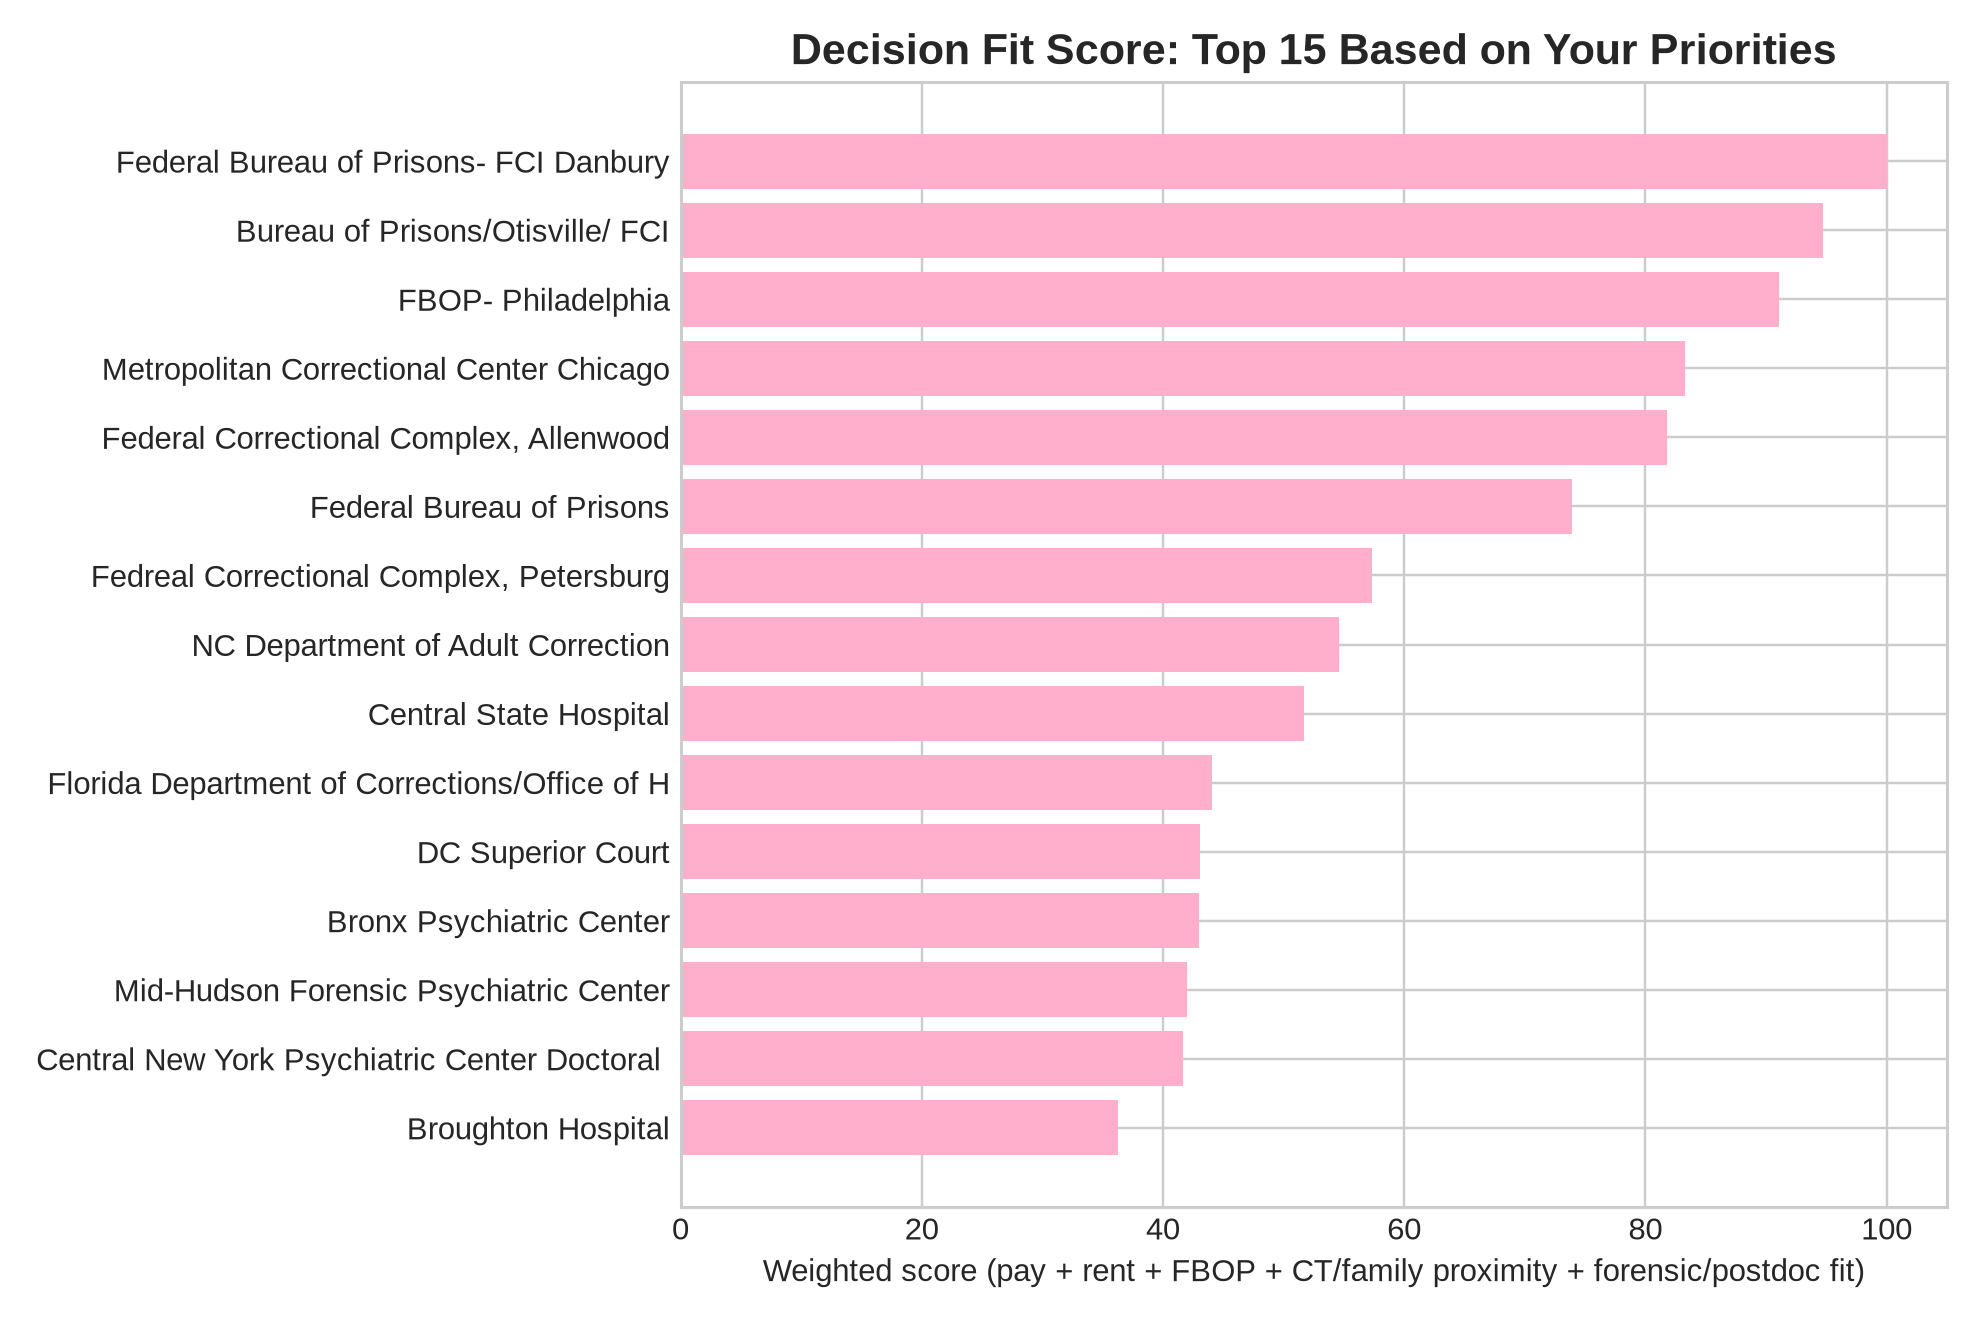 Decision Fit Score: Top 15 Based on Your Priorities
Federal Bureau of Prisons- FCI Danbury
Bureau of Prisons/Otisville/ FCI
FBOP- Philadelphia
Metropolitan Correctional Center Chicago
Federal Correctional Complex, Allenwood
Federal Bureau of Prisons
Fedreal Correctional Complex, Petersburg
NC Department of Adult Correction
Central State Hospital
Florida Department of Corrections/Office of H
DC Superior Court
Bronx Psychiatric Center
Mid-Hudson Forensic Psychiatric Center
Central New York Psychiatric Center Doctoral
Broughton Hospital
0 20 40 60 80 100
Weighted score (pay + rent + FBOP + CT/family proximity + forensic/postdoc fit)